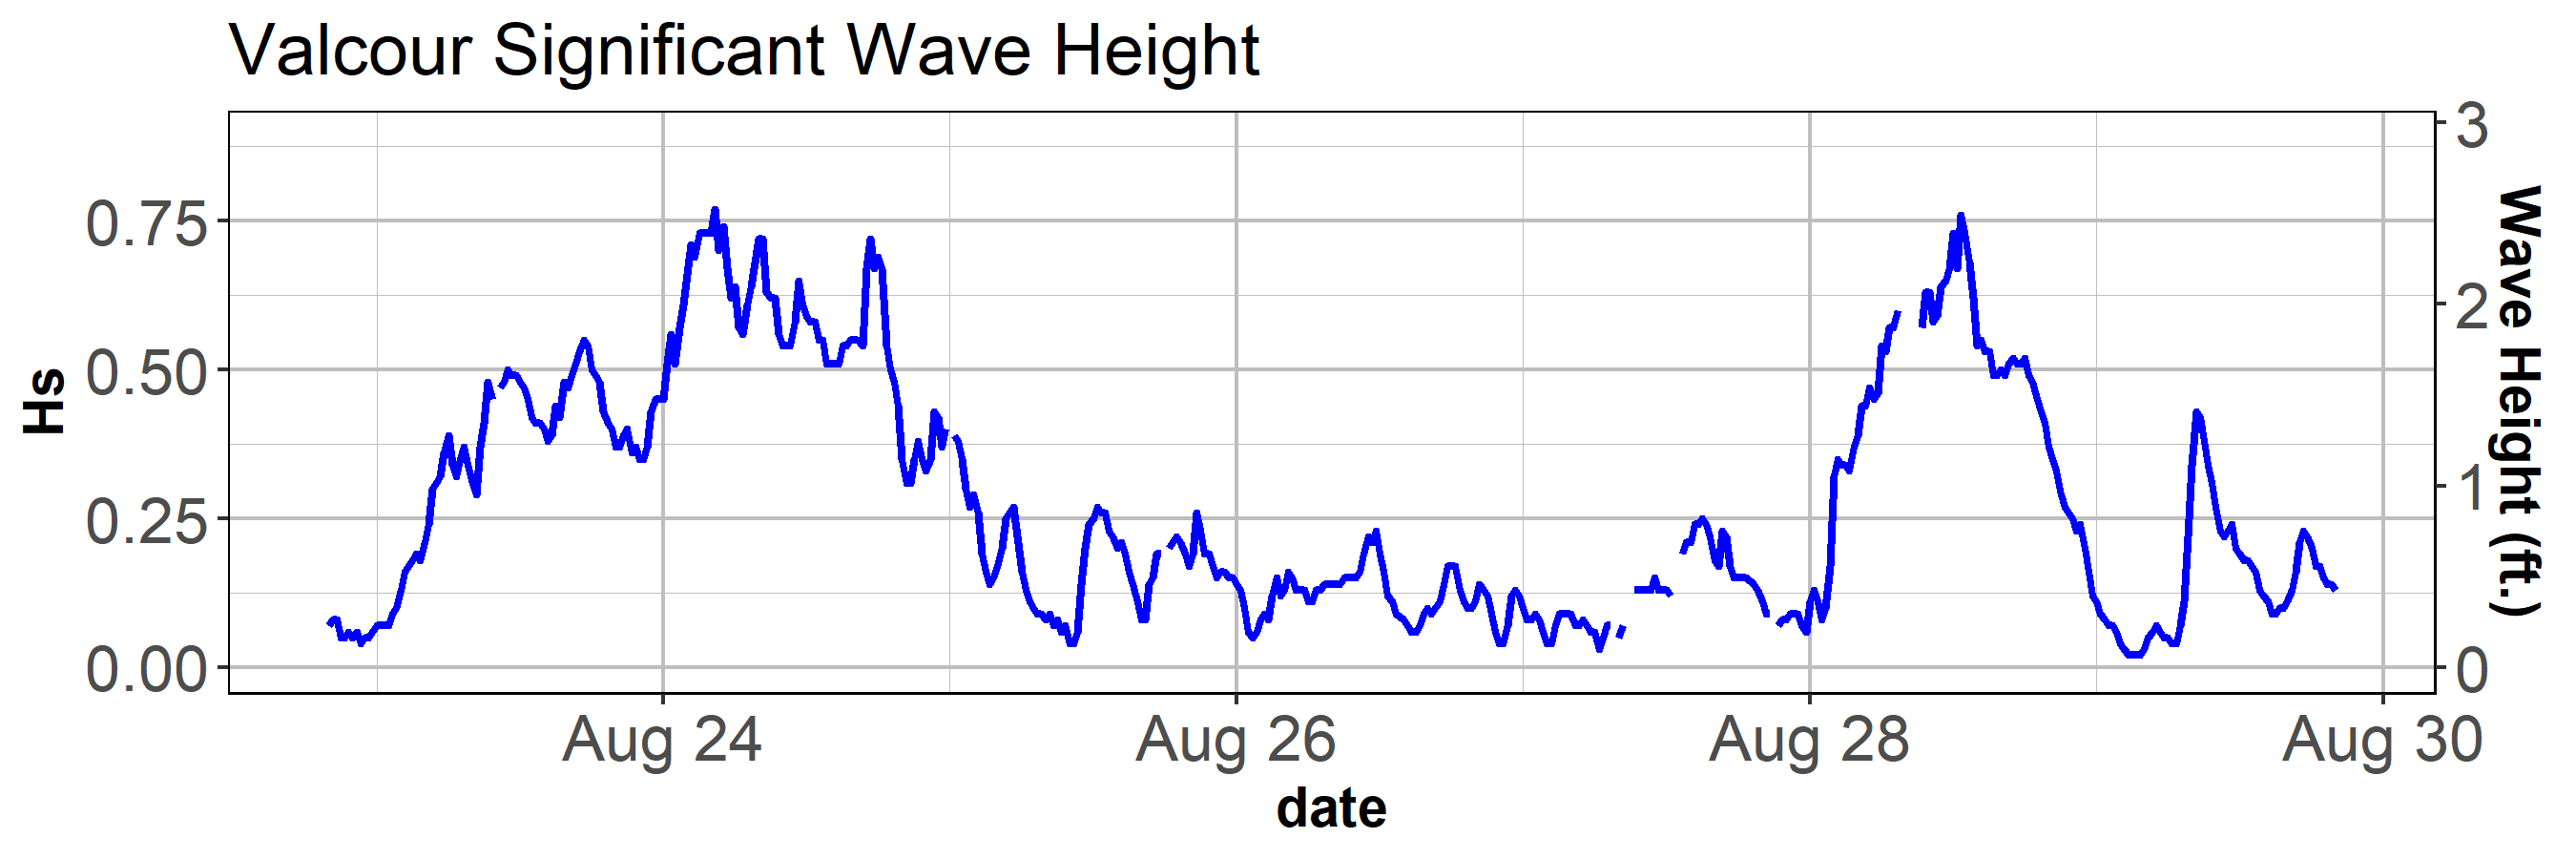 Valcour Significant Wave Height
Hs
0.75
0.50
0.25
0.00
3
2
1
0
Wave Height (ft.)
Aug 24 Aug 26 Aug 28 Aug 30
date